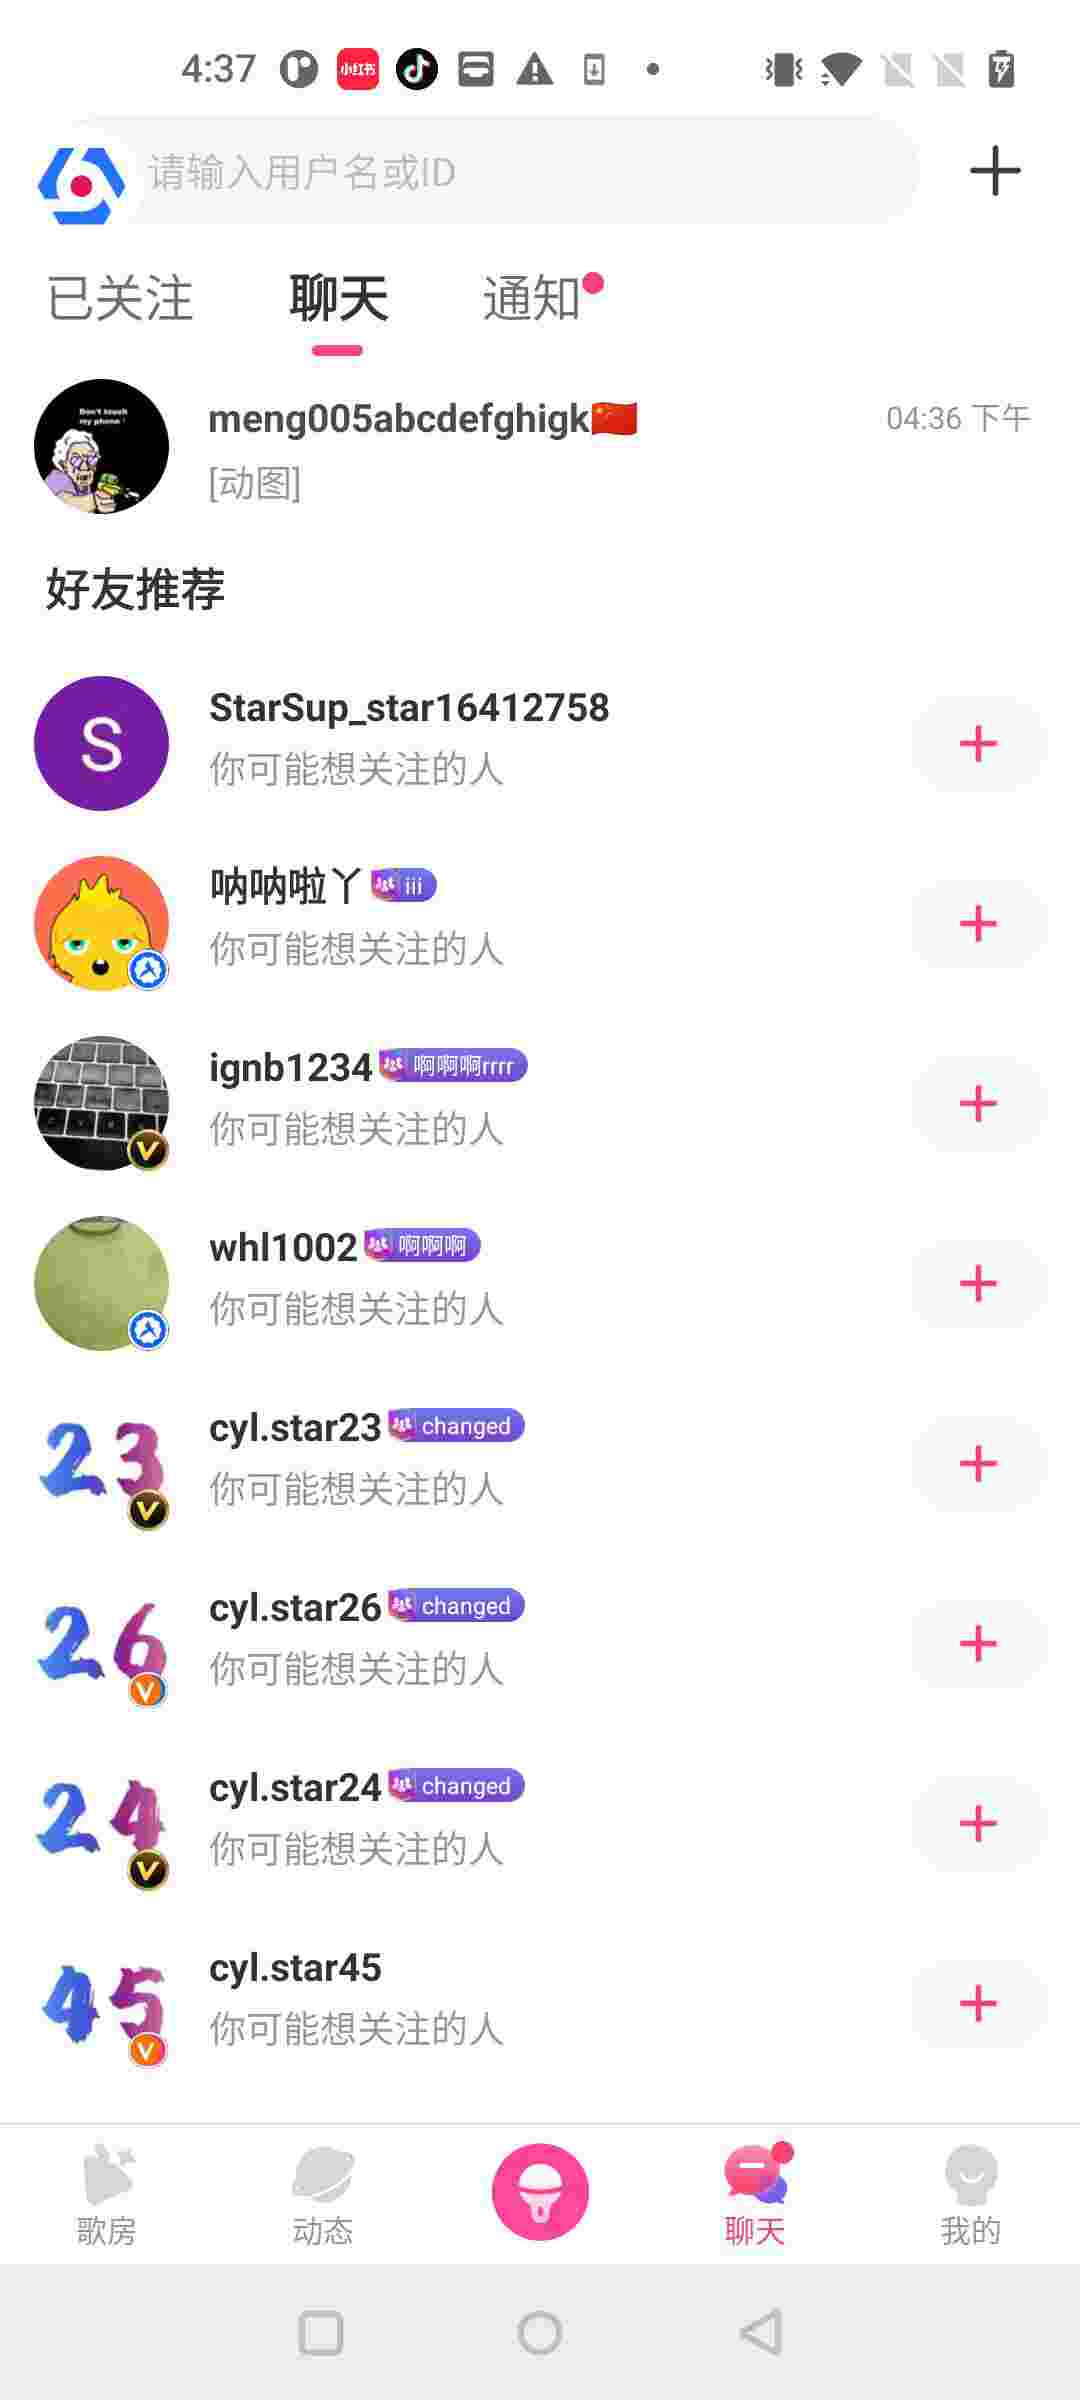 4:37
小红书
请输入用户名或ID
已关注 聊天 通知
Don't touch
my phone !
meng005abcdefghigk🇨🇳 04:36 下午
[动图]
好友推荐
S
StarSup_star16412758
你可能想关注的人
呐呐啦丫 iii
你可能想关注的人
ignb1234 啊啊啊rrrr
你可能想关注的人
whl1002 啊啊啊
你可能想关注的人
23
cyl.star23 changed
你可能想关注的人
26
cyl.star26 changed
你可能想关注的人
24
cyl.star24 changed
你可能想关注的人
45
cyl.star45
你可能想关注的人
歌房 动态 聊天 我的